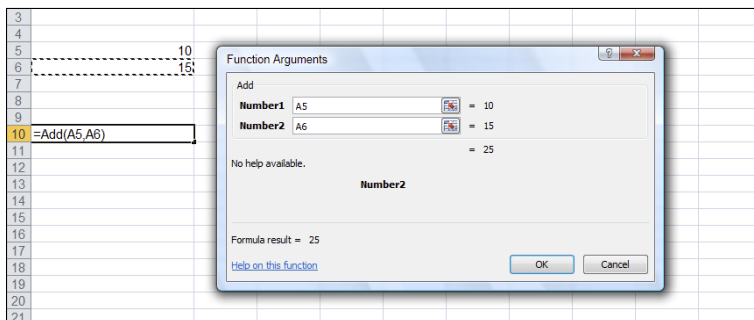 3
4
5 10
6 15
7
8
9
10 =Add(A5,A6)
11
12
13
14
15
16
17
18
19
20
21
Function Arguments
Add
Number1 A5 = 10
Number2 A6 = 15
= 25
No help available.
Number2
Formula result = 25
Help on this function OK Cancel